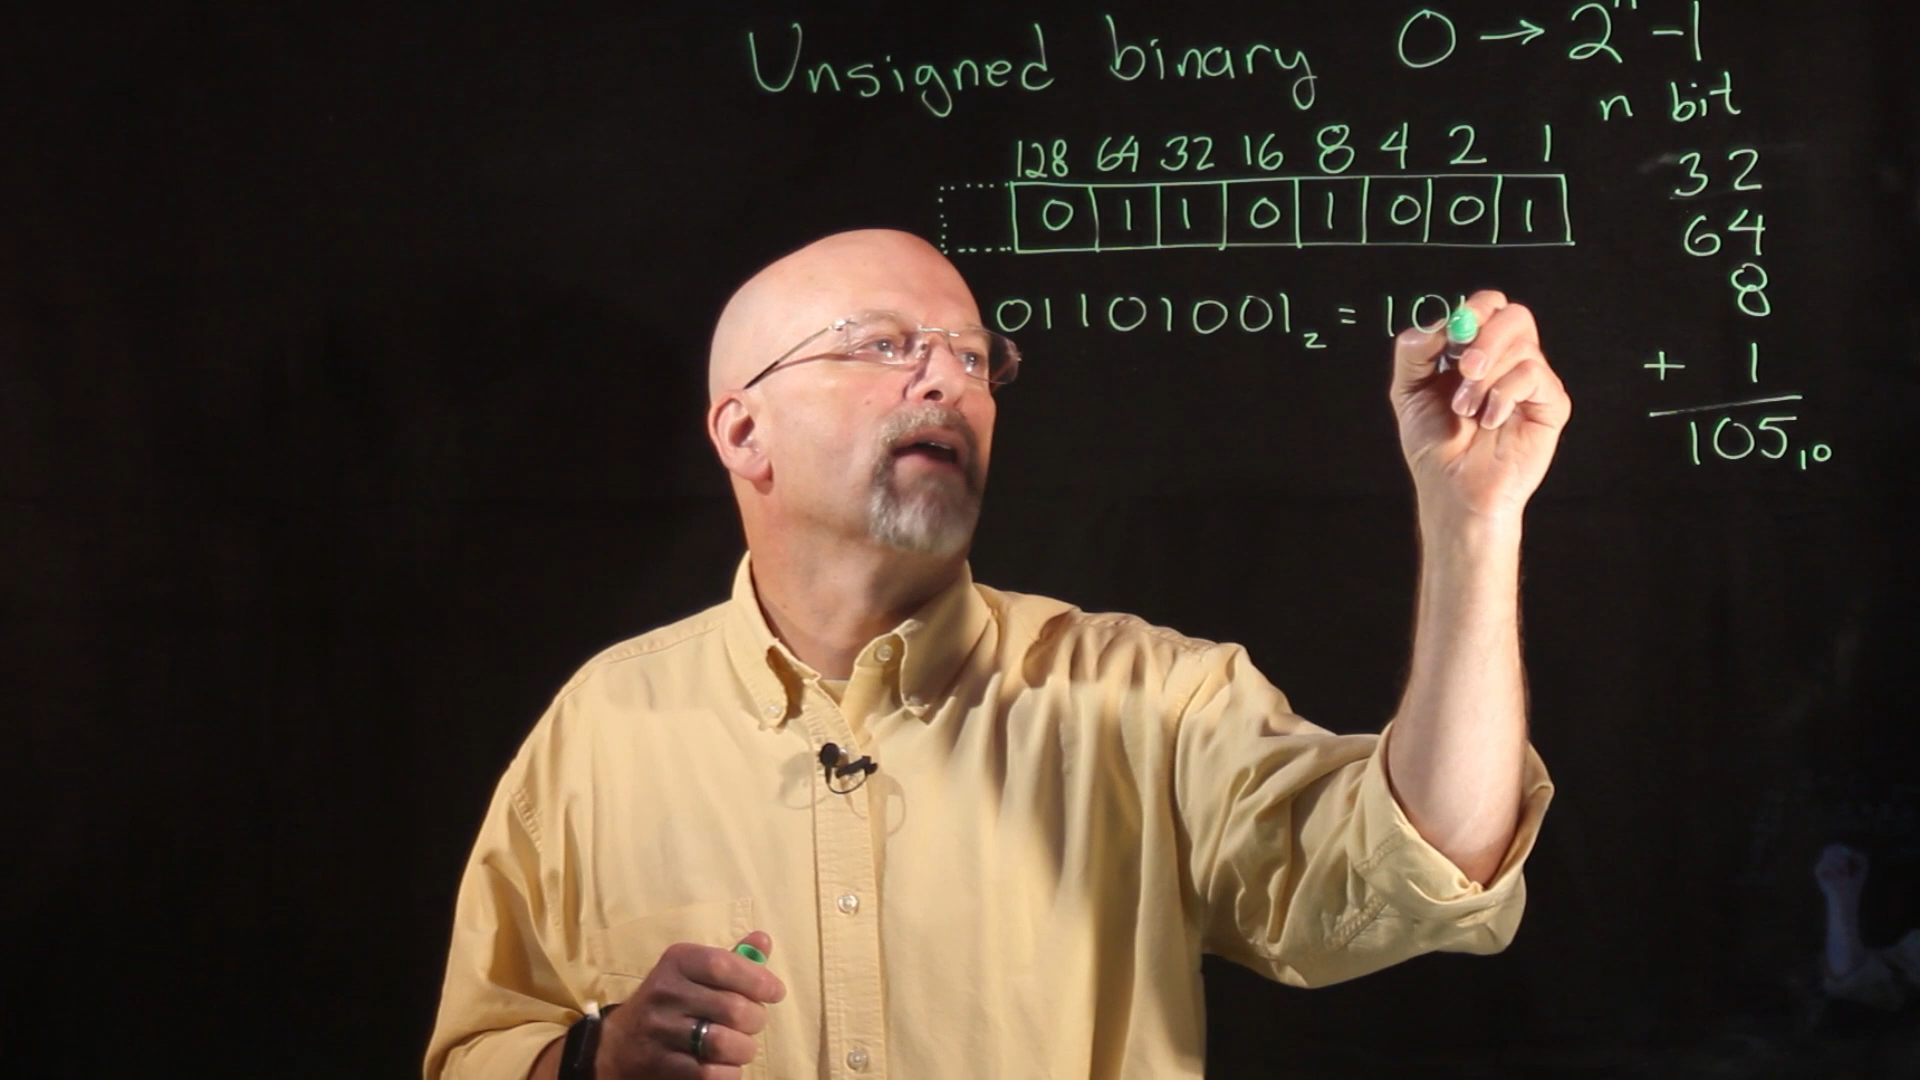 Unsigned binary 0 → 2ⁿ -1
n bit
128 64 32 16 8 4 2 1
0 1 1 0 1 0 0 1
01101001₂ = 10
32
64
8
+ 1
105₁₀